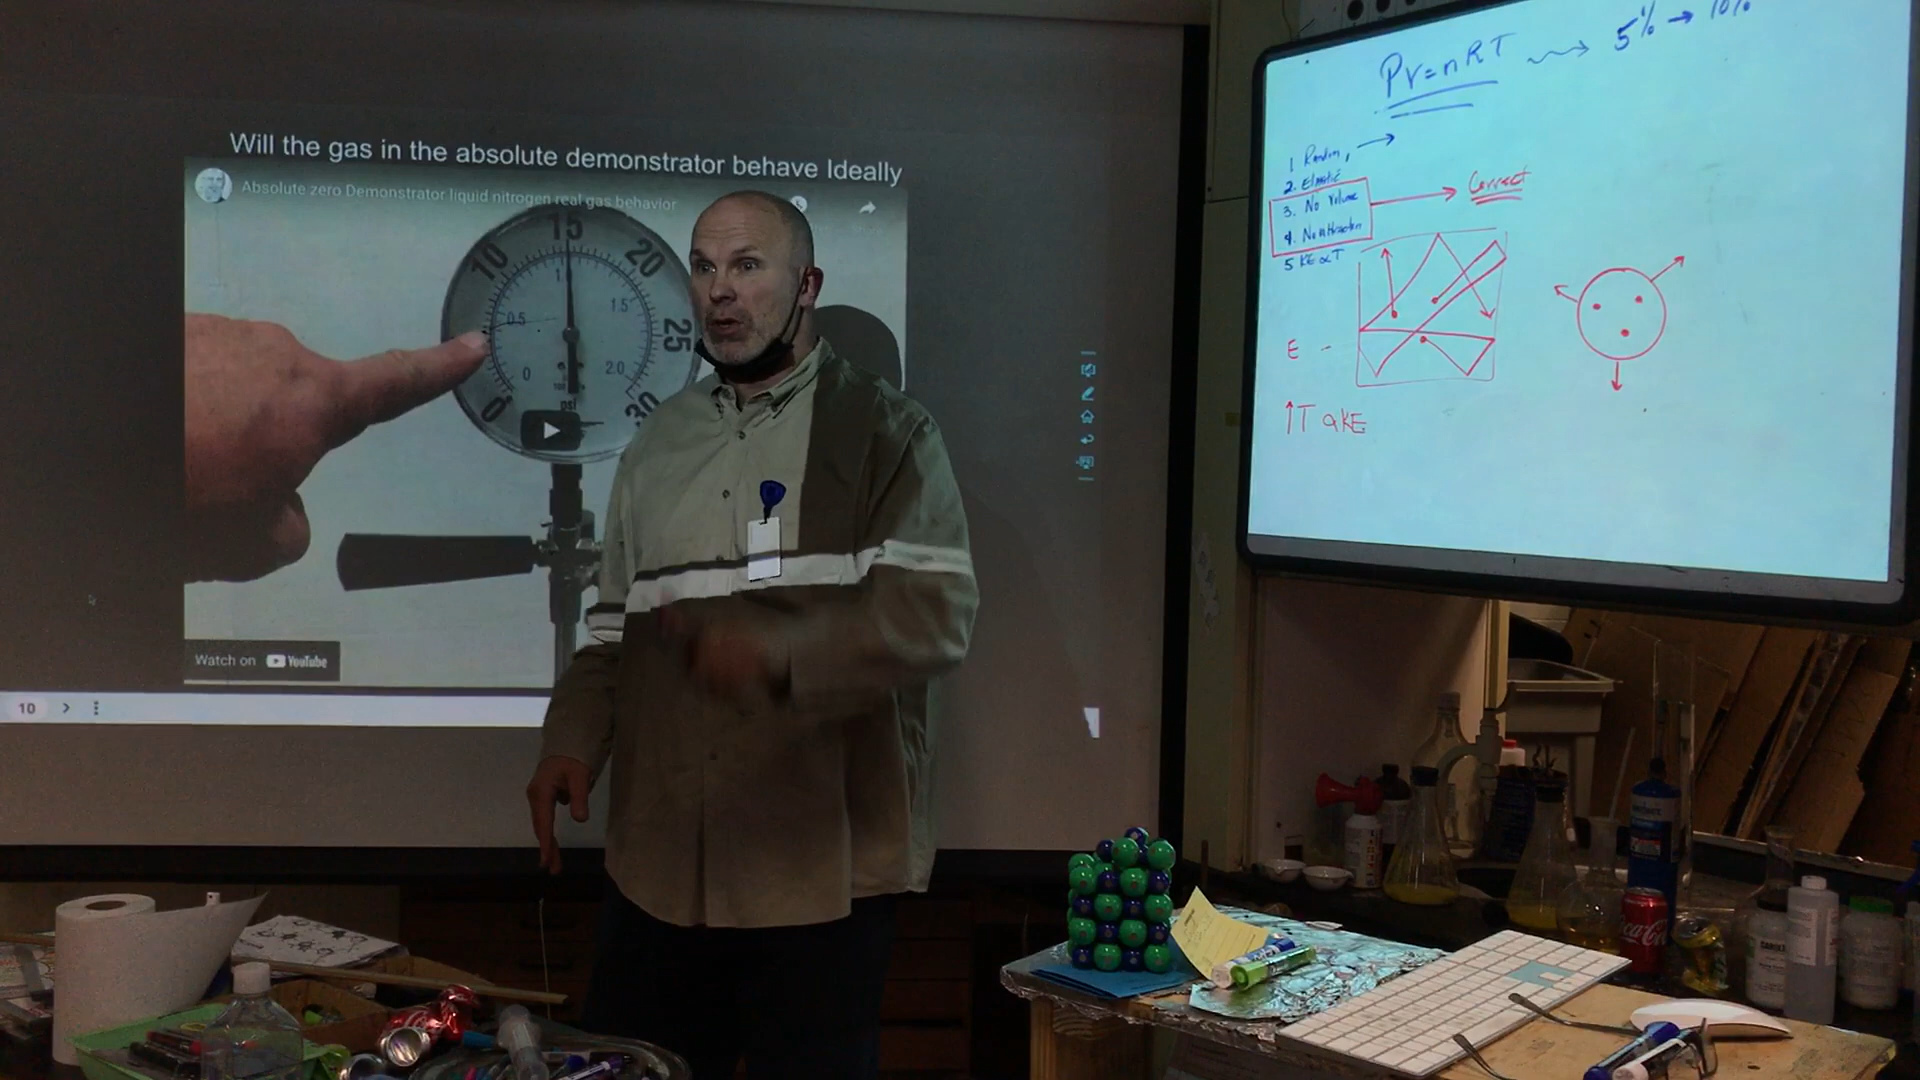 Will the gas in the absolute demonstrator behave Ideally
Absolute zero Demonstrator liquid nitrogen real gas behavior
15
10
20
1.5
0.5
25
0
2.0
psi
0
30
Watch on YouTube
10
PV=nRT → 5% → 10%
1 Random, →
2. Elastic
3. No Volume → Correct
4. No Attraction
5 KE α T
E -
↑T α KE
Coca-Cola